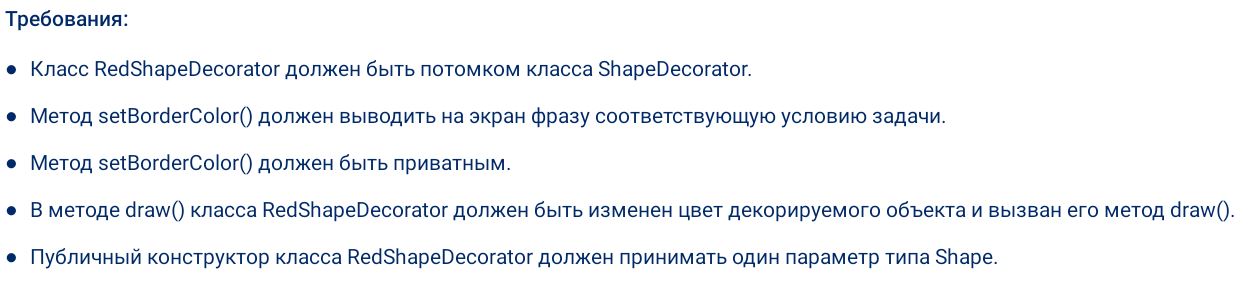 Требования:
● Класс RedShapeDecorator должен быть потомком класса ShapeDecorator.
● Метод setBorderColor() должен выводить на экран фразу соответствующую условию задачи.
● Метод setBorderColor() должен быть приватным.
● В методе draw() класса RedShapeDecorator должен быть изменен цвет декорируемого объекта и вызван его метод draw().
● Публичный конструктор класса RedShapeDecorator должен принимать один параметр типа Shape.